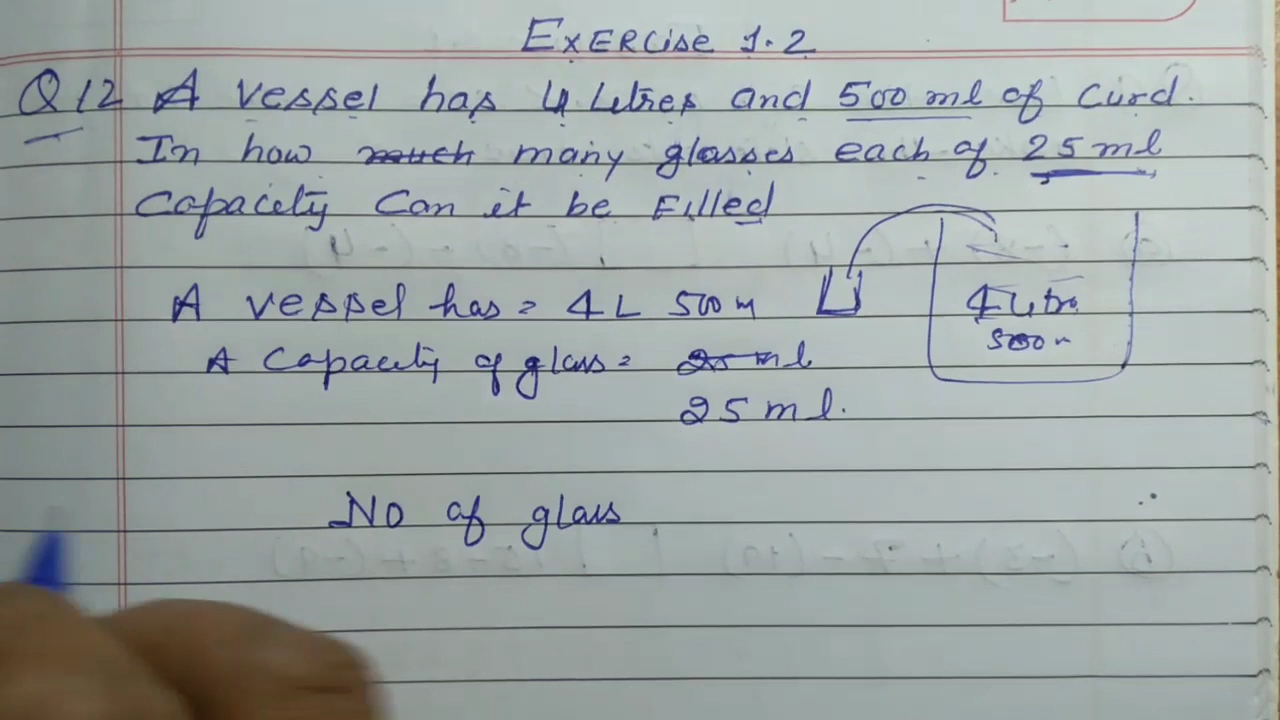 Exercise 1.2
Q12 A vessel has 4 Litres and 500 ml of Curd.
In how much many glasses each of 25 ml
Capacity Can it be Filled
A vessel has = 4 L 500 m
4 Litre
500 m
A Capacity of glass = 25 ml
25 ml.
No of glass